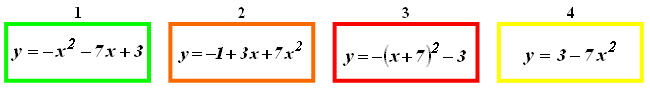 1 2 3 4
y = −x² − 7x + 3 y = −1 + 3x + 7x² y = −(x + 7)² − 3 y = 3 − 7x²